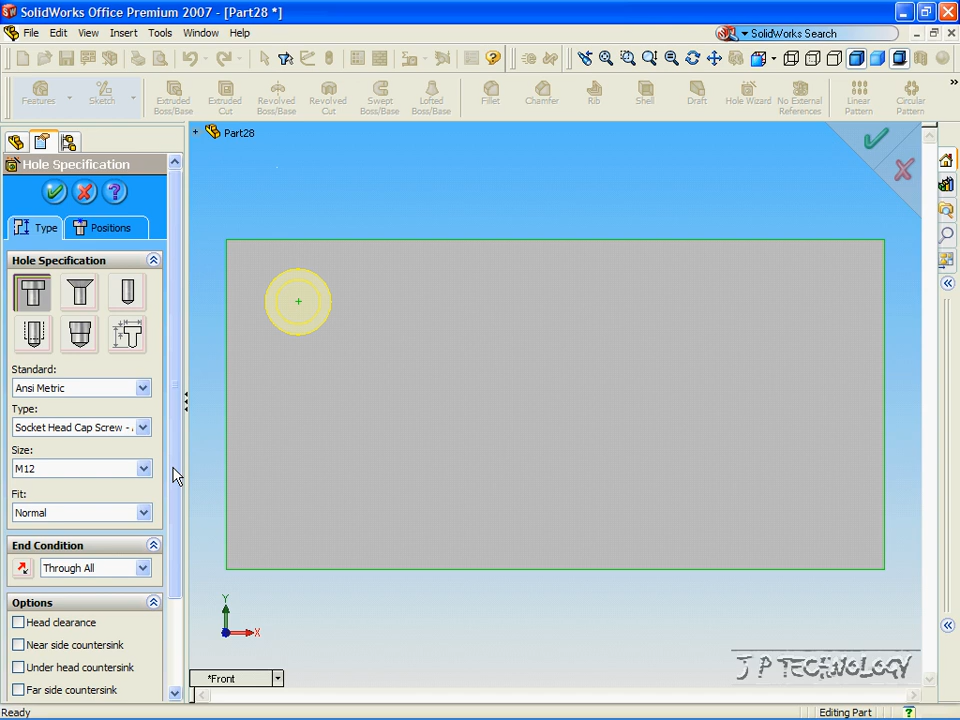 SolidWorks Office Premium 2007 - [Part28 *]
File Edit View Insert Tools Window Help
SolidWorks Search
Features Sketch Extruded Boss/Base Extruded Cut Revolved Boss/Base Revolved Cut Swept Boss/Base Lofted Boss/Base Fillet Chamfer Rib Shell Draft Hole Wizard No External References Linear Pattern Circular Pattern
Part28
Hole Specification
Type Positions
Hole Specification
Standard:
Ansi Metric
Type:
Socket Head Cap Screw -
Size:
M12
Fit:
Normal
End Condition
Through All
Options
Head clearance
Near side countersink
Under head countersink
Far side countersink
Y
X
*Front
J P TECHNOLOGY
Ready
Editing Part